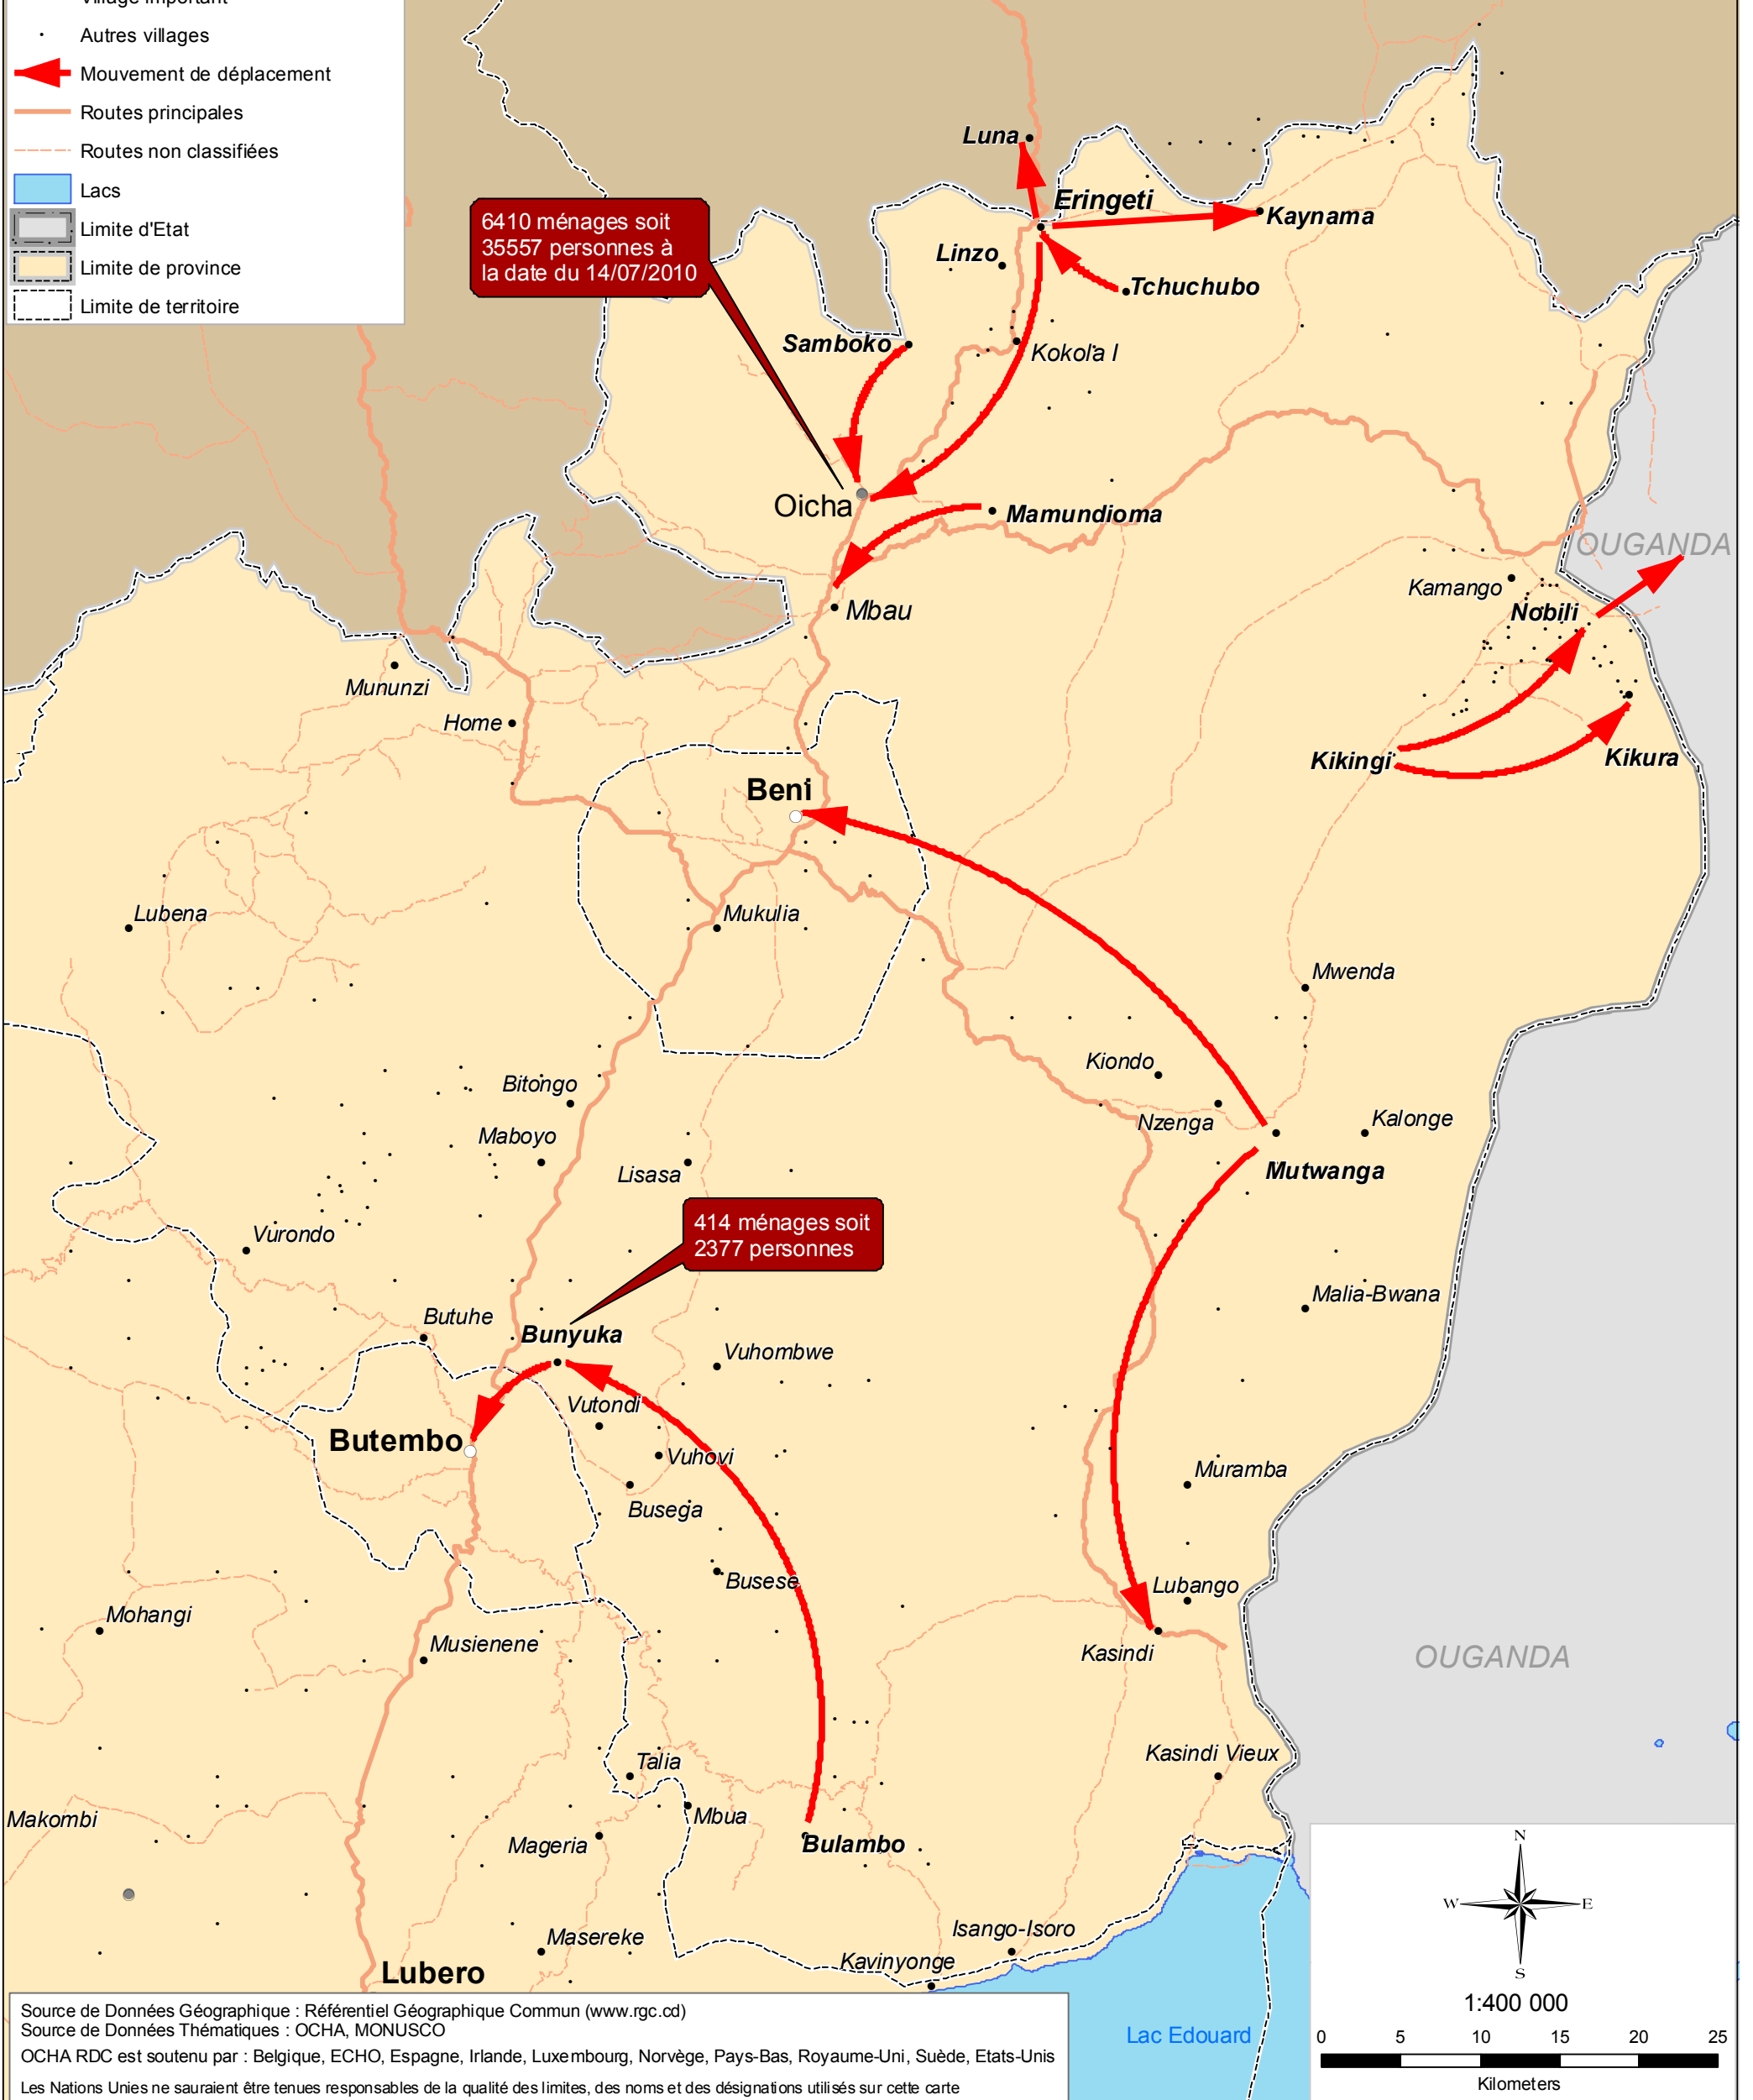 Village important
Autres villages
Mouvement de déplacement
Routes principales
Routes non classifiées
Lacs
Limite d'Etat
Limite de province
Limite de territoire
Luna
Eringeti
Kaynama
6410 ménages soit
35557 personnes à
la date du 14/07/2010
Linzo
Tchuchubo
Samboko
Kokola I
Oicha
Mamundioma
OUGANDA
Kamango
Nobili
Mbau
Mununzi
Home
Kikingi
Kikura
Beni
Lubena
Mukulia
Mwenda
Kiondo
Bitongo
Nzenga
Kalonge
Maboyo
Lisasa
Mutwanga
414 ménages soit
2377 personnes
Vurondo
Malia-Bwana
Butuhe
Bunyuka
Vuhombwe
Vutondi
Butembo
Vuhovi
Muramba
Busega
Busese
Lubango
Mohangi
Musienene
Kasindi
OUGANDA
Kasindi Vieux
Talia
Makombi
Mbua
Mageria
Bulambo
N
W
E
S
Isango-Isoro
Masereke
Kavinyonge
Lubero
1:400 000
Source de Données Géographique : Référentiel Géographique Commun (www.rgc.cd)
Source de Données Thématiques : OCHA, MONUSCO
OCHA RDC est soutenu par : Belgique, ECHO, Espagne, Irlande, Luxembourg, Norvège, Pays-Bas, Royaume-Uni, Suède, Etats-Unis
Les Nations Unies ne sauraient être tenues responsables de la qualité des limites, des noms et des désignations utilisés sur cette carte
Lac Edouard
0 5 10 15 20 25
Kilometers